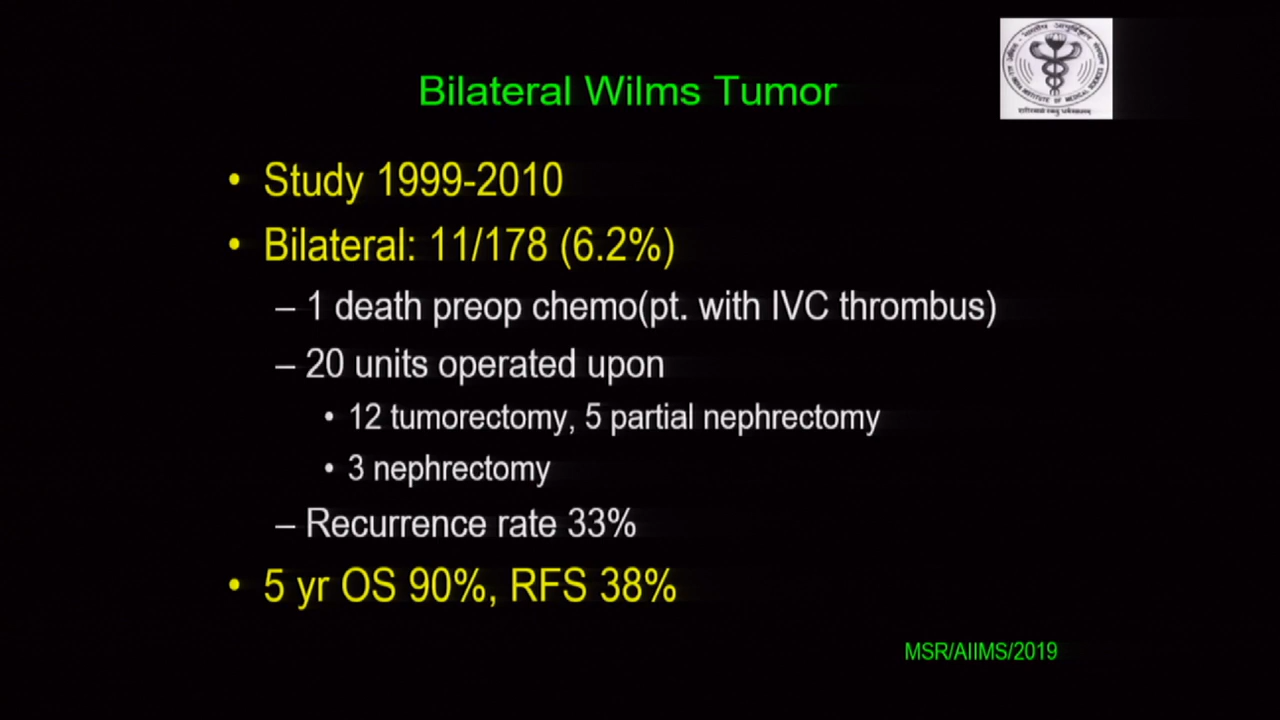 Bilateral Wilms Tumor
• Study 1999-2010
• Bilateral: 11/178 (6.2%)
– 1 death preop chemo(pt. with IVC thrombus)
– 20 units operated upon
• 12 tumorectomy, 5 partial nephrectomy
• 3 nephrectomy
– Recurrence rate 33%
• 5 yr OS 90%, RFS 38%
MSR/AIIMS/2019